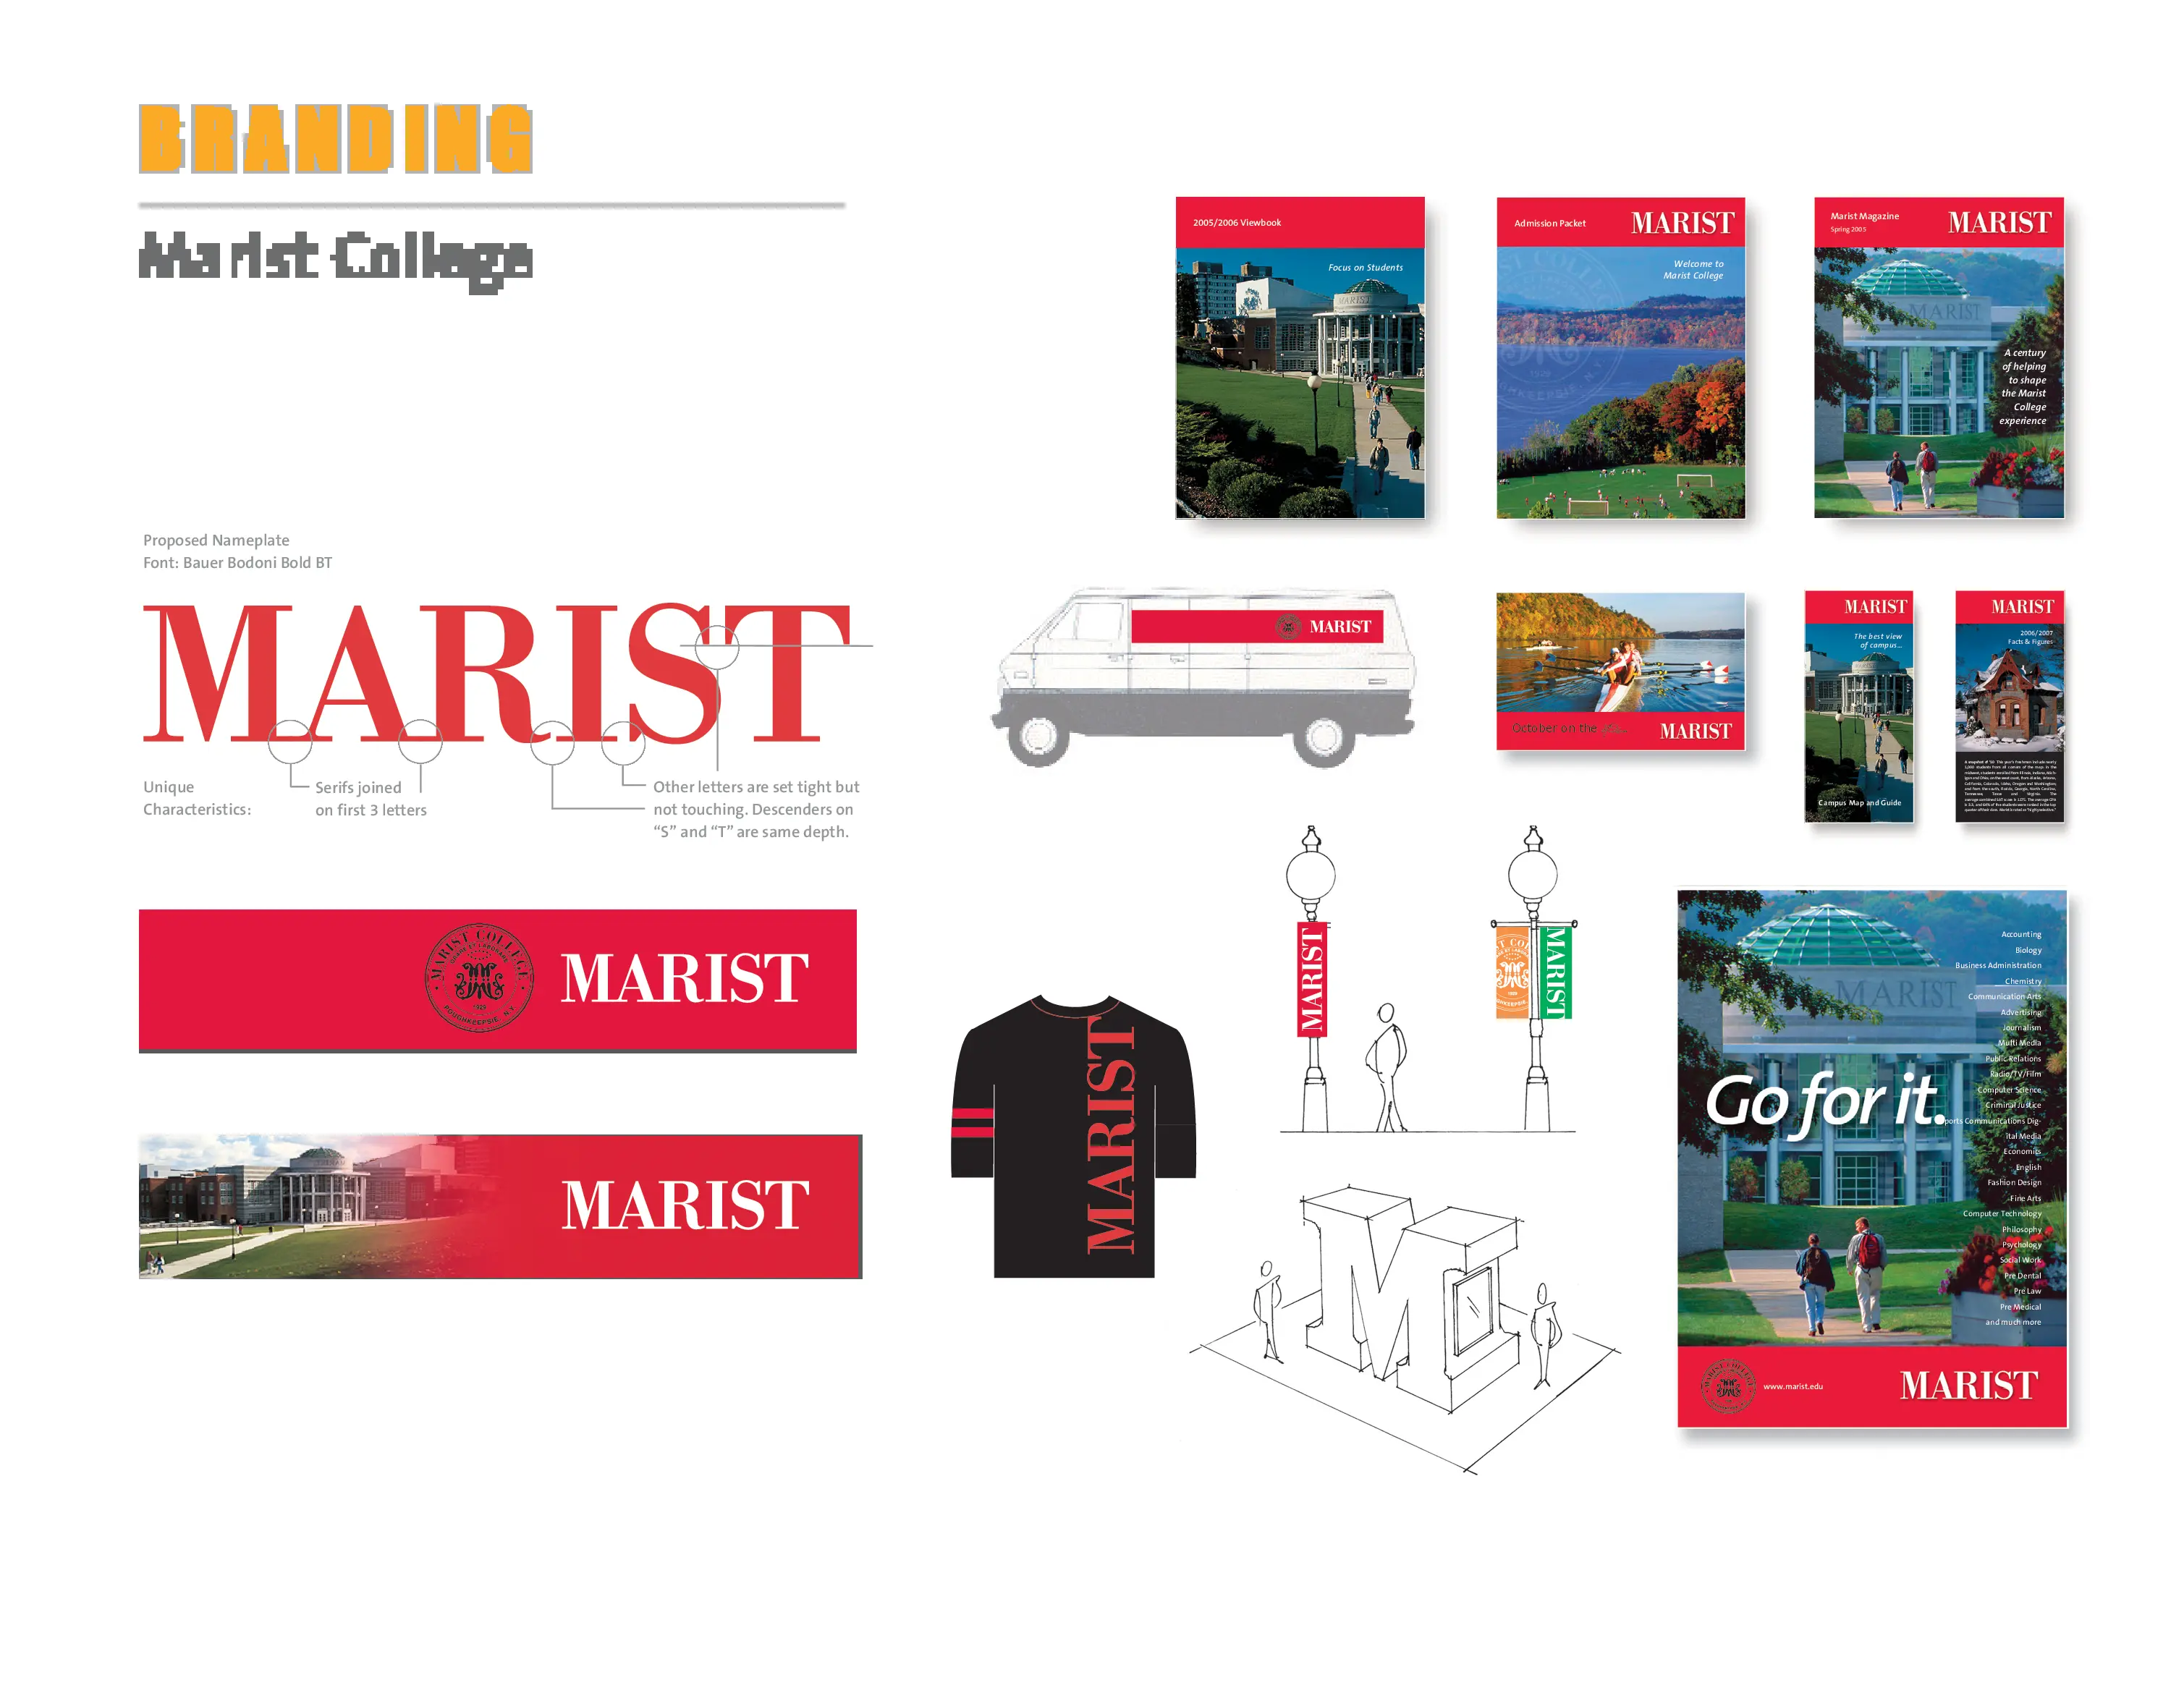 BRANDING
Marist College
2005/2006 Viewbook
Focus on Students
MARIST
Admission Packet
MARIST
Welcome to
Marist College
Marist Magazine
Spring 2005
MARIST
MARIST
A century
of helping
to shape
the Marist
College
experience
Proposed Nameplate
Font: Bauer Bodoni Bold BT
MARIST
Unique
Characteristics:
Serifs joined
on first 3 letters
Other letters are set tight but
not touching. Descenders on
“S” and “T” are same depth.
MARIST
October on the
MARIST
MARIST
The best view
of campus...
Campus Map and Guide
MARIST
2006/2007
Facts & Figures
MARIST COLLEGE
1929
POUGHKEEPSIE, N.Y.
MARIST
MARIST
MARIST
MARIST
MARIST
MARIST
Go for it.
Accounting
Biology
Business Administration
Chemistry
Communication Arts
Advertising
Journalism
Multi Media
Public Relations
Radio/TV/Film
Computer Science
Criminal Justice
ports Communications Dig-
ital Media
Economics
English
Fashion Design
Fine Arts
Computer Technology
Philosophy
Psychology
Social Work
Pre Dental
Pre Law
Pre Medical
and much more
www.marist.edu
MARIST